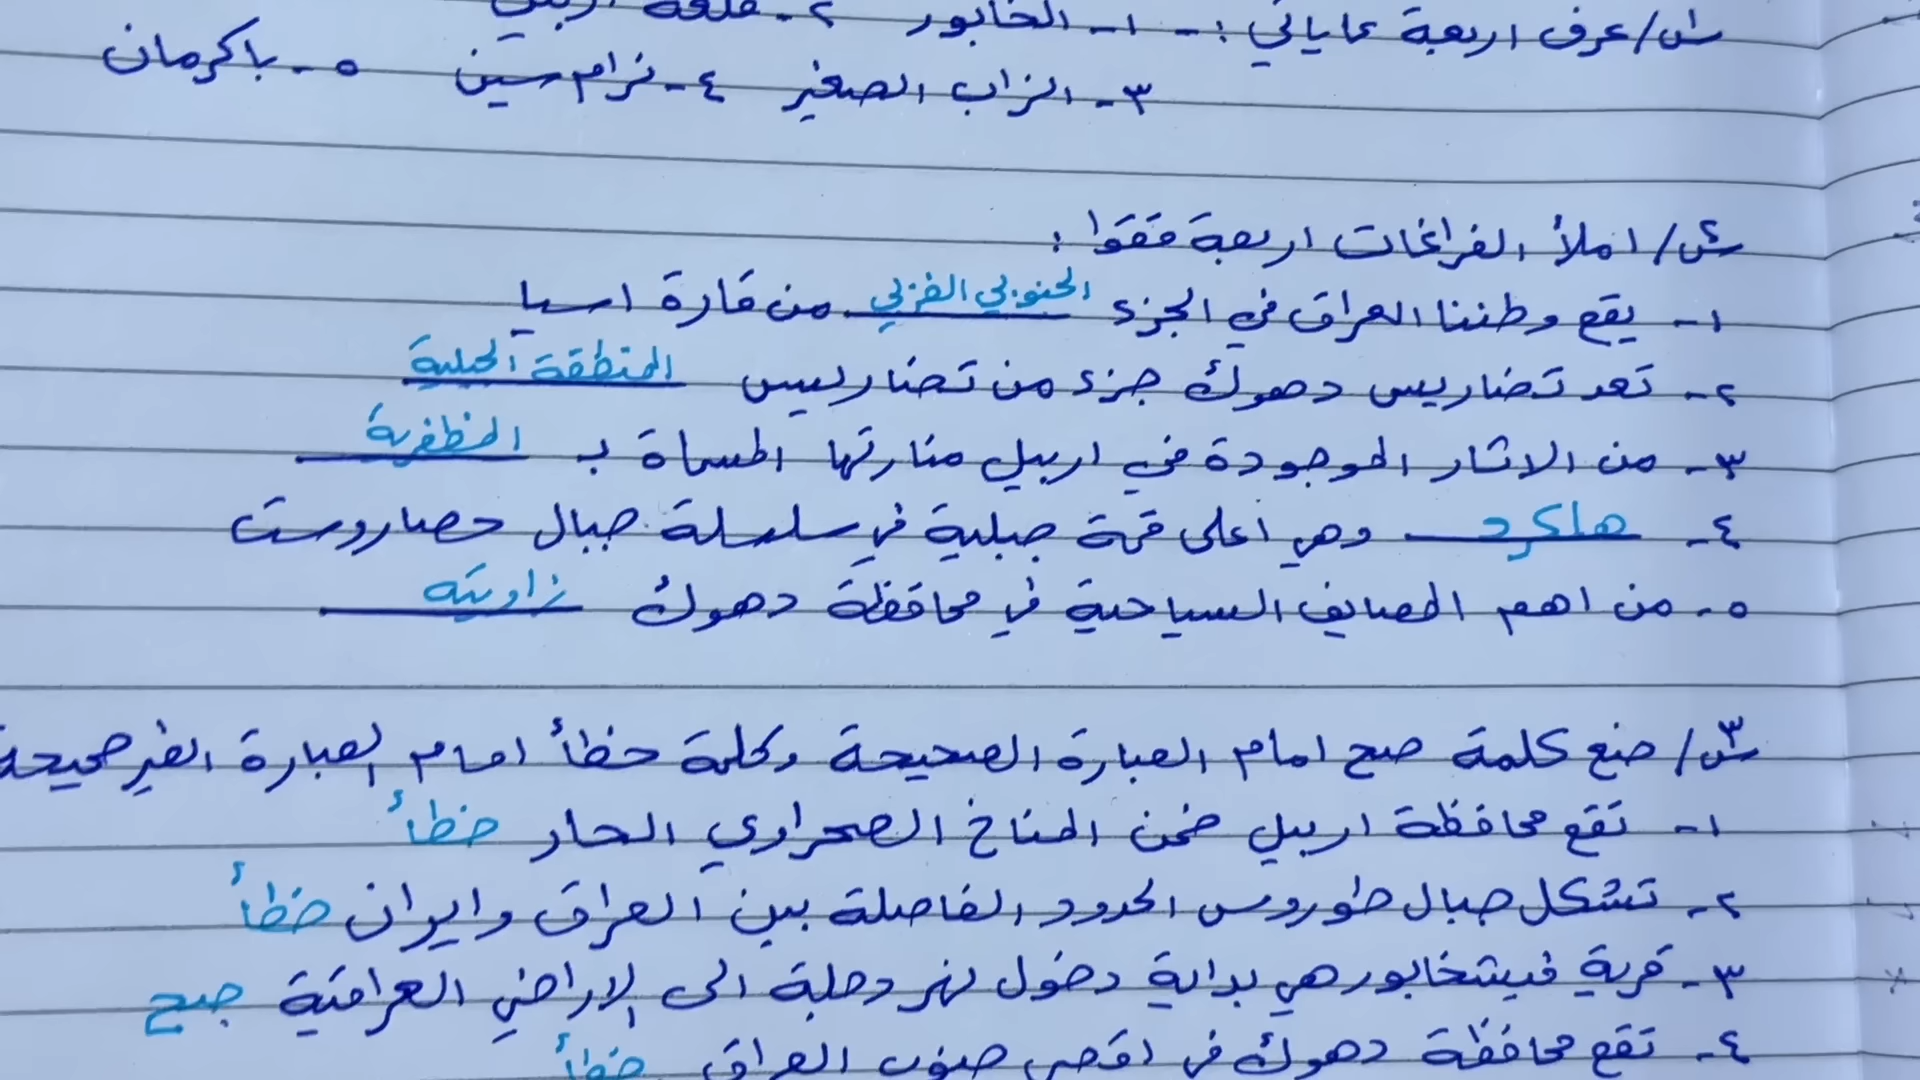 س١/عرف اربعة مما يأتي :- ١- الخابور ٢- قلعة اربيل
٣- الزاب الصغير ٤- نرام سين ٥- باكرمان
س٢/ املأ الفراغات اربعة فقط :
١- يقع وطننا العراق في الجزء الجنوبي الغربي من قارة اسيا
٢- تعد تضاريس دهوك جزء من تضاريس المنطقة الجبلية
٣- من الاثار الموجودة في اربيل منارتها المسماة بـ المظفرية
٤- هلكرد وهي اعلى قمة جبلية في سلسلة جبال حصاروست
٥- من اهم المصايف السياحية في محافظة دهوك زاويته
س٣/ ضع كلمة صح امام العبارة الصحيحة وكلمة خطأ امام العبارة الغير صحيحة
١- تقع محافظة اربيل ضمن المناخ الصحراوي الحار خطأ
٢- تشكل جبال طوروس الحدود الفاصلة بين العراق وايران خطأ
٣- قرية فيشخابور هي بداية دخول نهر دجلة الى الاراضي العراقية صح
٤- تقع محافظة دهوك في اقصى جنوب العراق خطأ